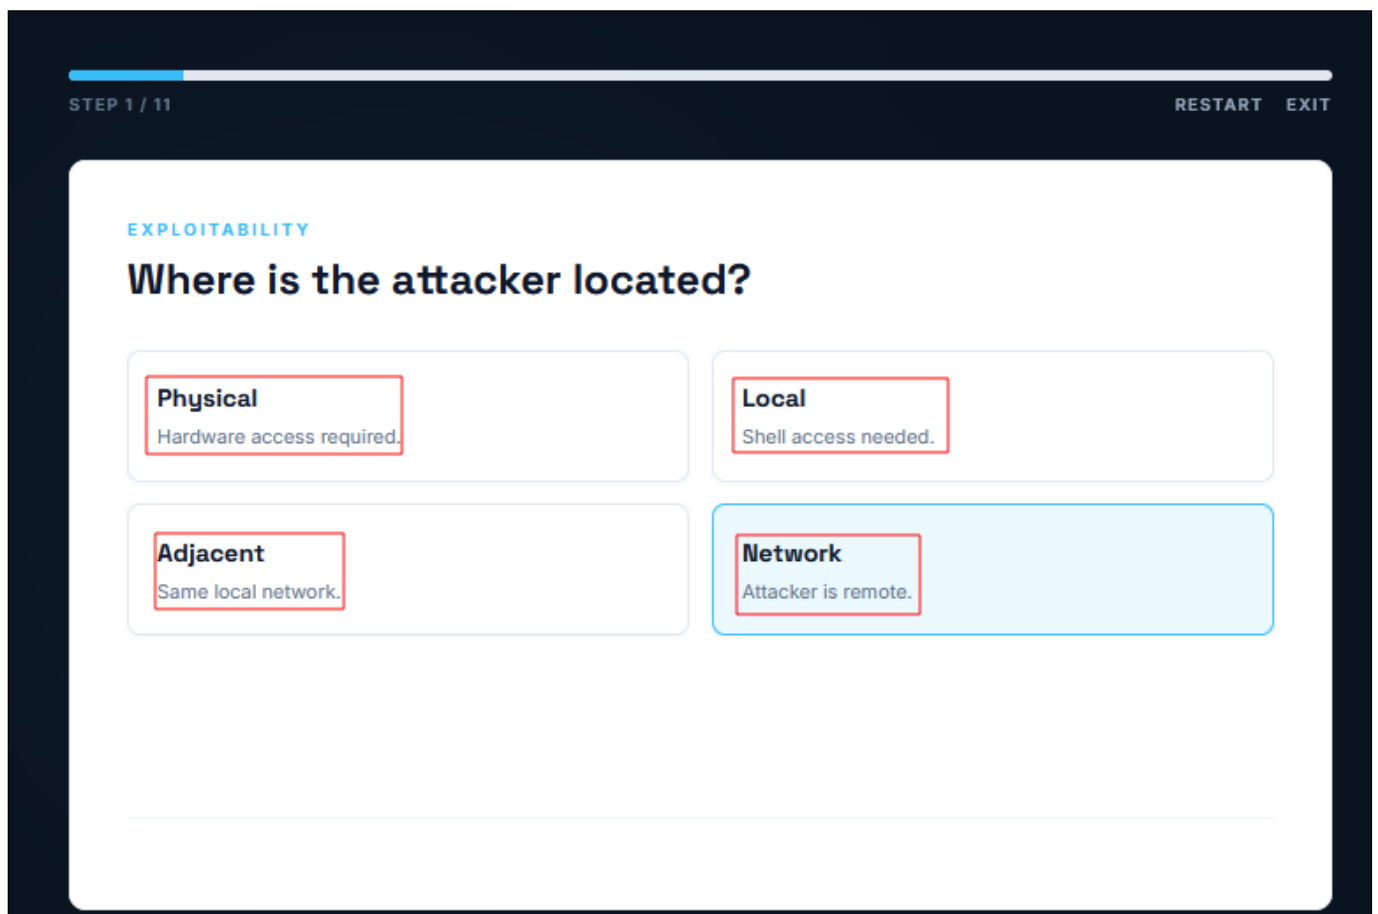 STEP 1 / 11
RESTART EXIT
EXPLOITABILITY
Where is the attacker located?
Physical
Hardware access required.
Local
Shell access needed.
Adjacent
Same local network.
Network
Attacker is remote.